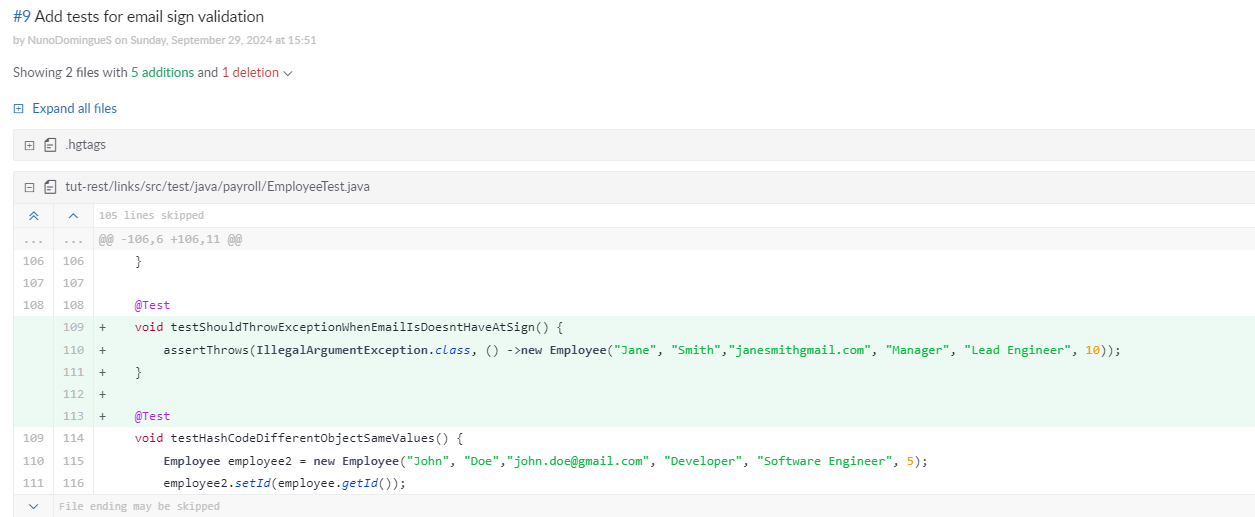 #9 Add tests for email sign validation
by NunoDomingueS on Sunday, September 29, 2024 at 15:51
Showing 2 files with 5 additions and 1 deletion
Expand all files
.hgtags
tut-rest/links/src/test/java/payroll/EmployeeTest.java
105 lines skipped
... ... @@ -106,6 +106,11 @@
106 106 }
107 107
108 108 @Test
109 + void testShouldThrowExceptionWhenEmailIsDoesntHaveAtSign() {
110 + assertThrows(IllegalArgumentException.class, () ->new Employee("Jane", "Smith","janesmithgmail.com", "Manager", "Lead Engineer", 10));
111 + }
112 +
113 + @Test
109 114 void testHashCodeDifferentObjectSameValues() {
110 115 Employee employee2 = new Employee("John", "Doe","john.doe@gmail.com", "Developer", "Software Engineer", 5);
111 116 employee2.setId(employee.getId());
File ending may be skipped